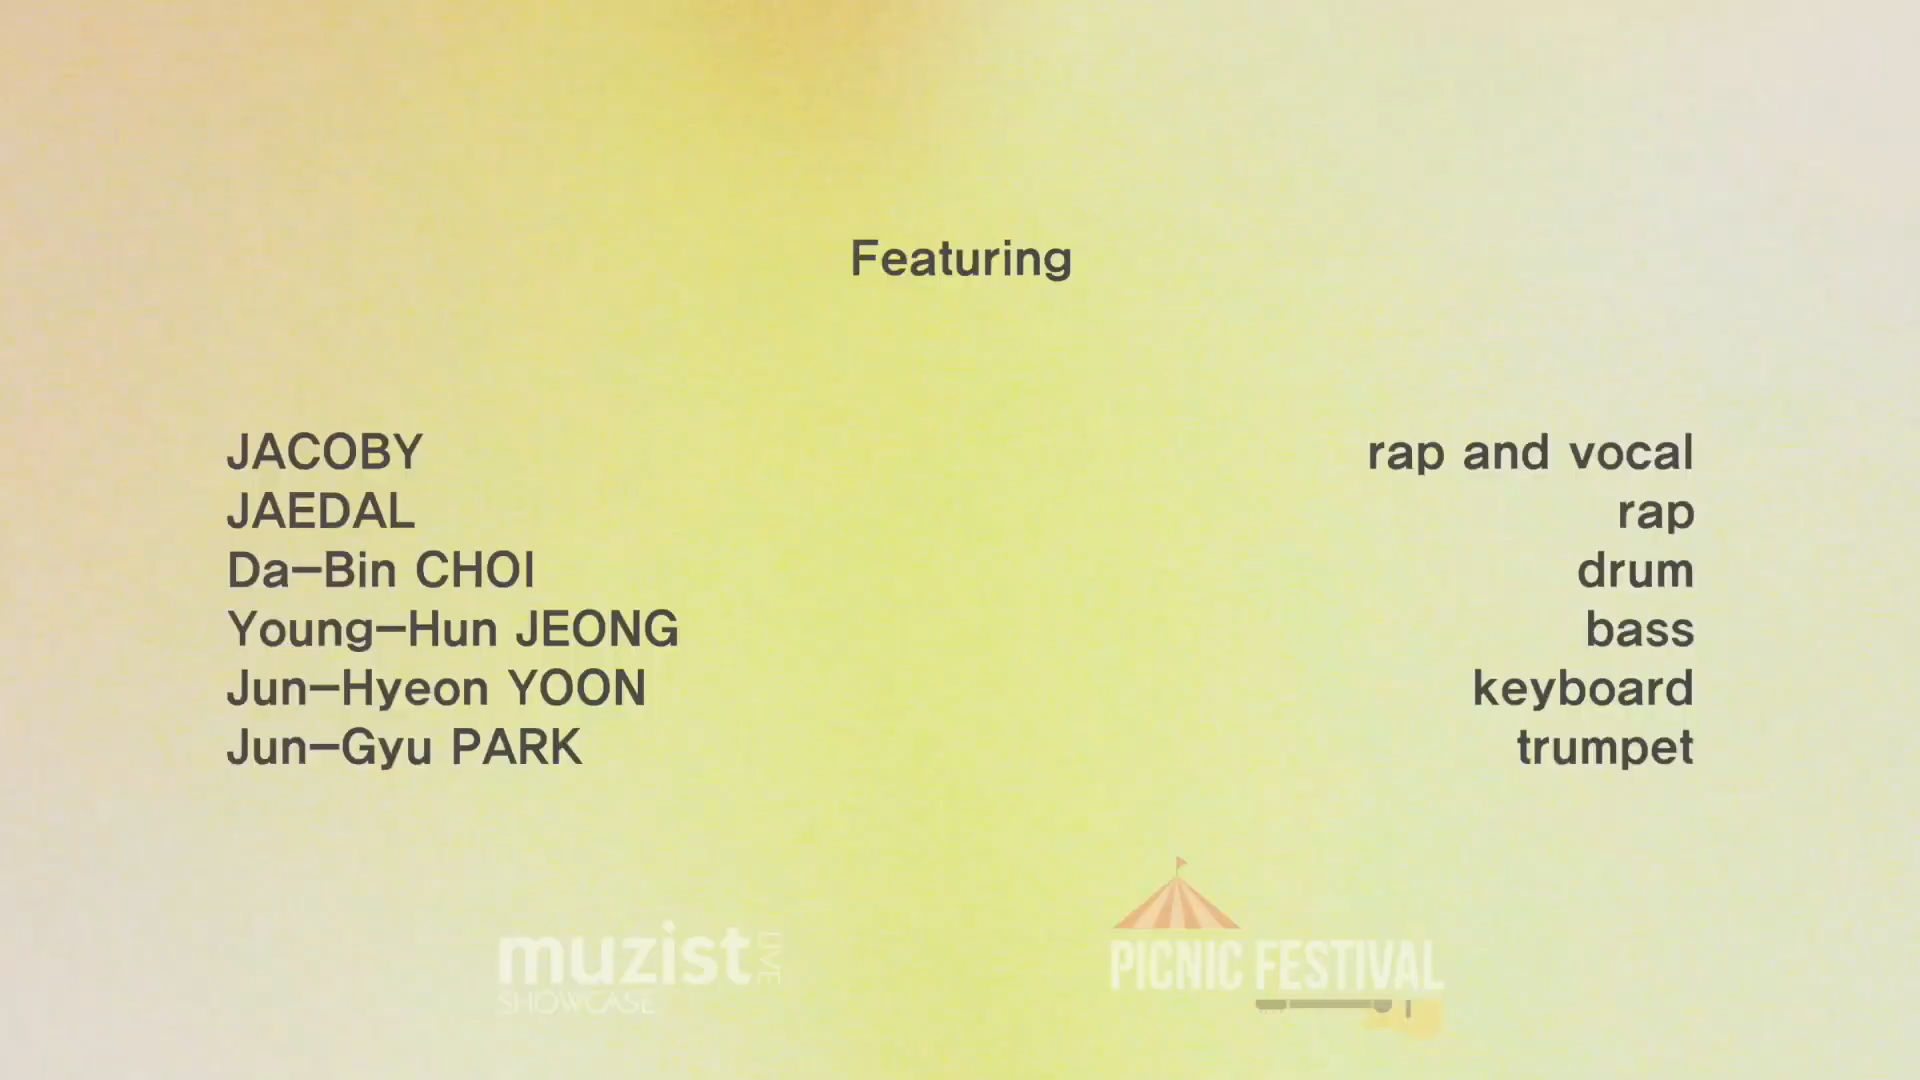 Featuring
JACOBY rap and vocal
JAEDAL rap
Da–Bin CHOI drum
Young–Hun JEONG bass
Jun–Hyeon YOON keyboard
Jun–Gyu PARK trumpet
muzist LIVE
SHOWCASE
PICNIC FESTIVAL